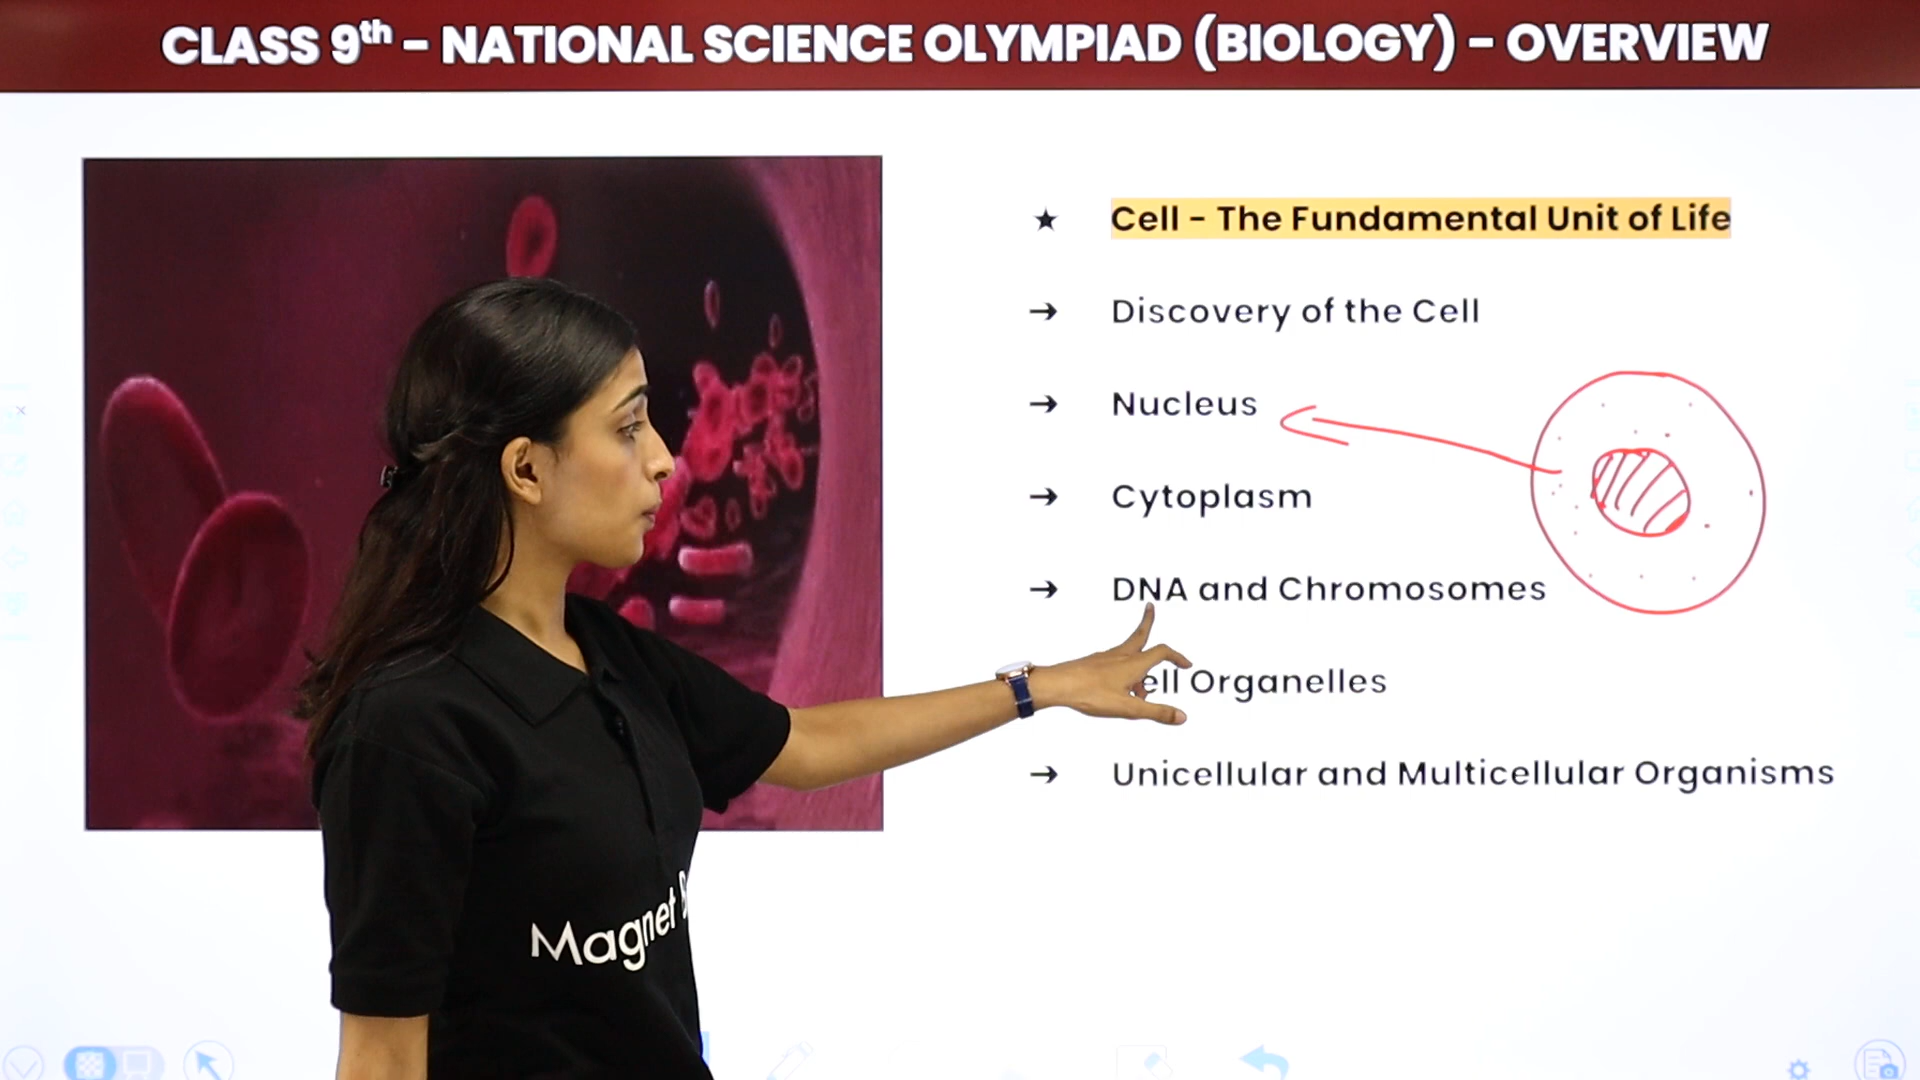 CLASS 9th - NATIONAL SCIENCE OLYMPIAD (BIOLOGY) - OVERVIEW
★ Cell - The Fundamental Unit of Life
→ Discovery of the Cell
→ Nucleus
→ Cytoplasm
→ DNA and Chromosomes
ell Organelles
→ Unicellular and Multicellular Organisms
Magnet